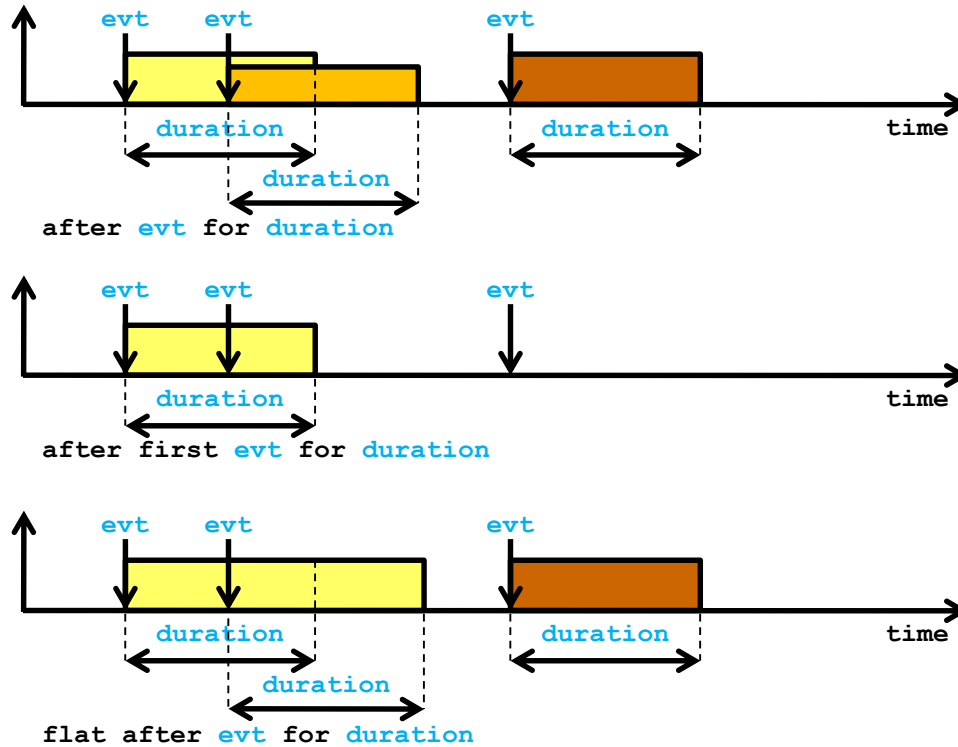 evt evt evt
duration duration time
duration
after evt for duration
evt evt evt
duration time
after first evt for duration
evt evt evt
duration duration time
duration
flat after evt for duration